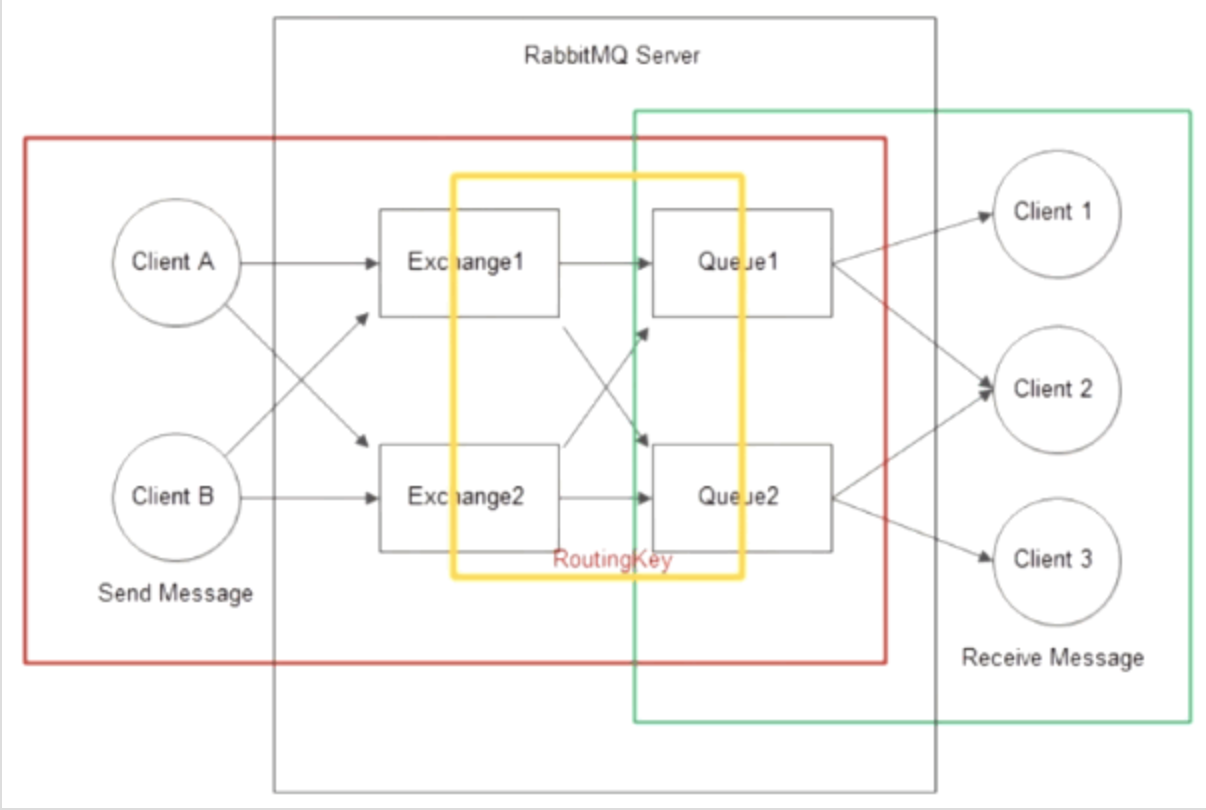 RabbitMQ Server
Client A
Exchange1
Queue1
Client 1
Client 2
Client B
Exchange2
Queue2
RoutingKey
Client 3
Send Message
Receive Message